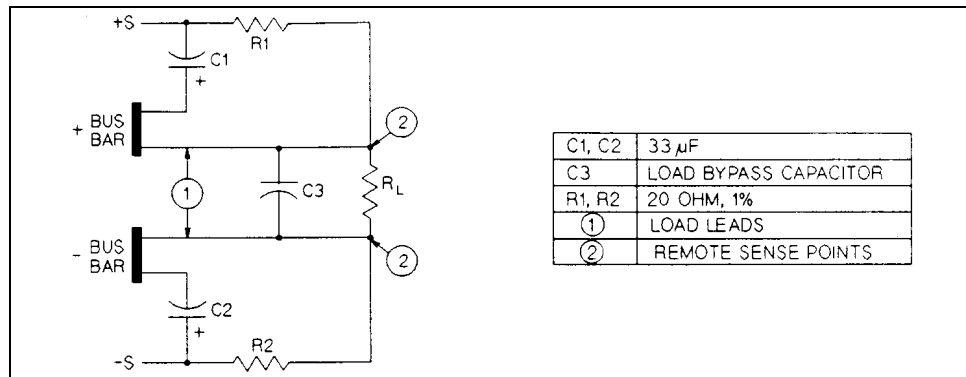 +S
R1
C1
+
+ BUS BAR
2
1
C3
RL
- BUS BAR
2
C2
+
R2
-S
C1, C2 33 µF
C3 LOAD BYPASS CAPACITOR
R1, R2 20 OHM, 1%
1 LOAD LEADS
2 REMOTE SENSE POINTS